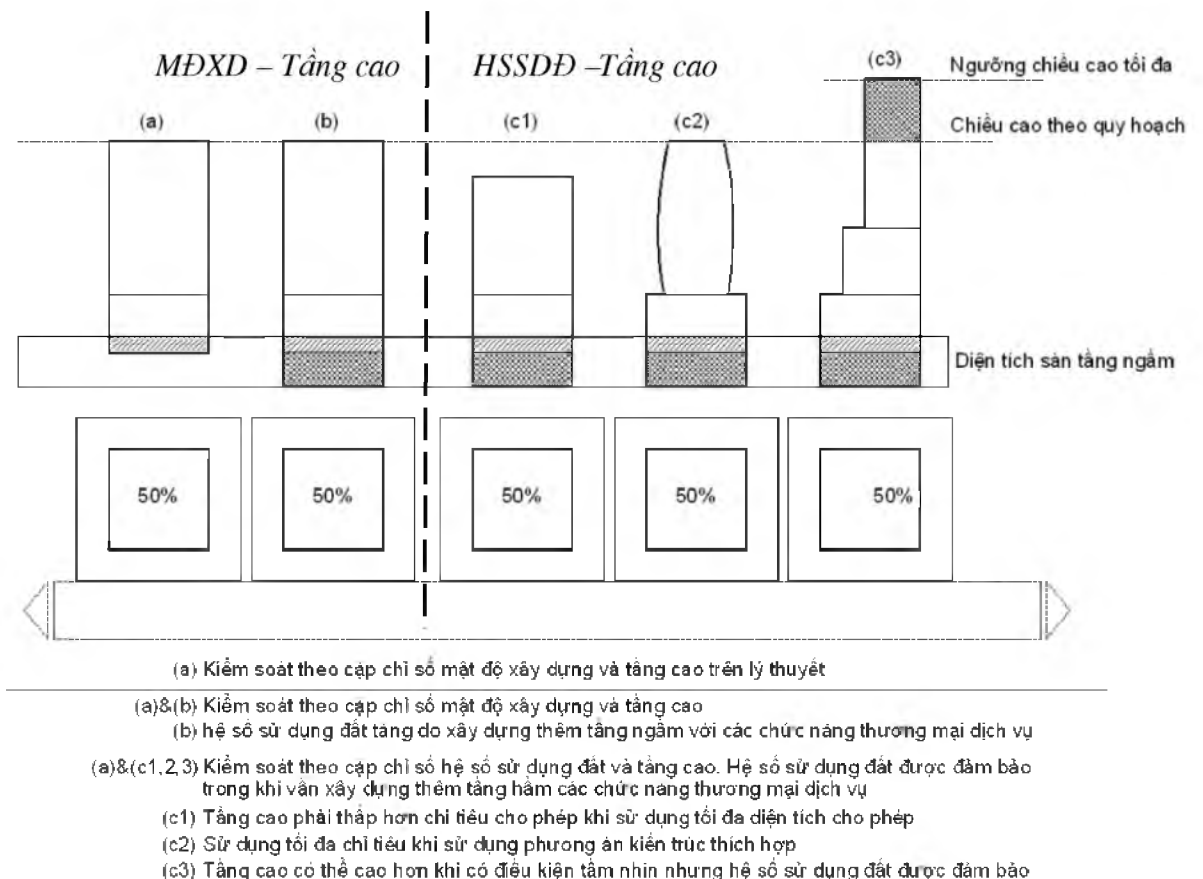 MĐXD – Tầng cao
HSSDĐ –Tầng cao
(c3)
Ngưỡng chiều cao tối đa
(a)
(b)
(c1)
(c2)
Chiều cao theo quy hoạch
Diện tích sàn tầng ngầm
50%
50%
50%
50%
50%
(a) Kiểm soát theo cặp chỉ số mật độ xây dựng và tầng cao trên lý thuyết
(a)&(b) Kiểm soát theo cặp chỉ số mật độ xây dựng và tầng cao
(b) hệ số sử dụng đất tăng do xây dựng thêm tầng ngầm với các chức năng thương mại dịch vụ
(a)&(c1,2,3) Kiểm soát theo cặp chỉ số hệ số sử dụng đất và tầng cao. Hệ số sử dụng đất được đảm bảo
trong khi vẫn xây dựng thêm tầng hầm các chức năng thương mại dịch vụ
(c1) Tầng cao phải thấp hơn chỉ tiêu cho phép khi sử dụng tối đa diện tích cho phép
(c2) Sử dụng tối đa chỉ tiêu khi sử dụng phương án kiến trúc thích hợp
(c3) Tầng cao có thể cao hơn khi có điều kiện tầm nhìn nhưng hệ số sử dụng đất được đảm bảo